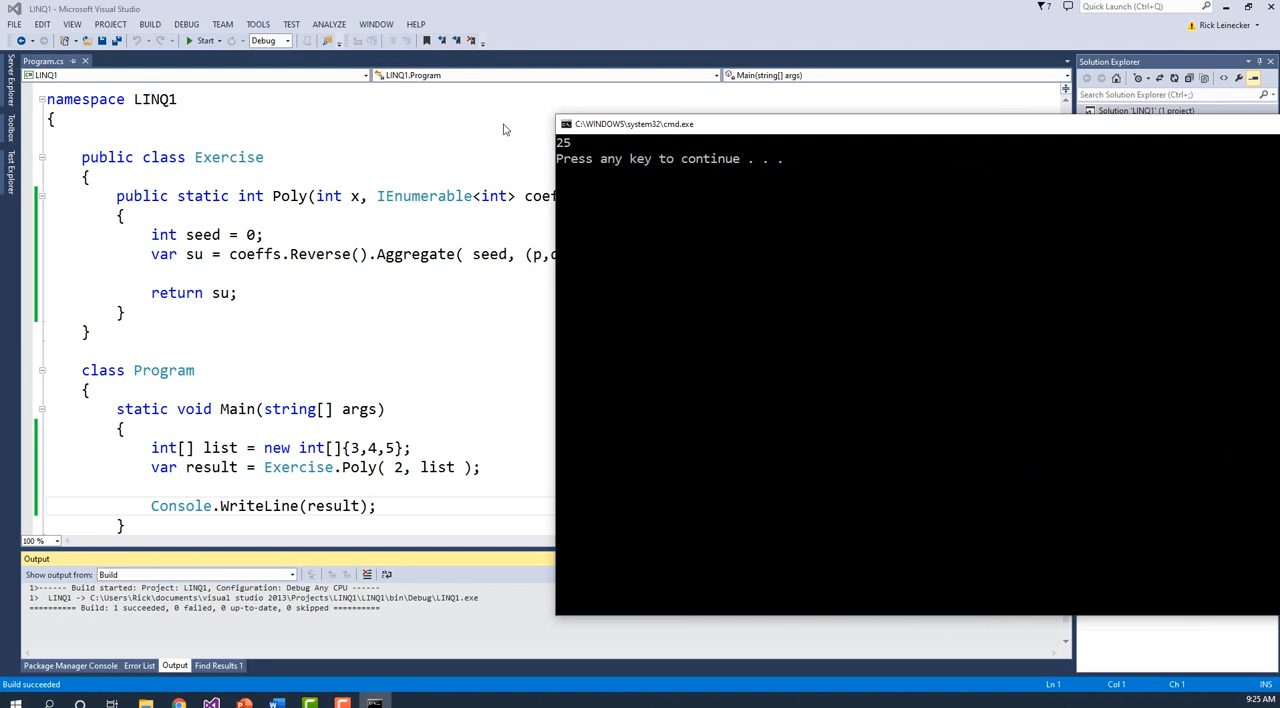 LINQ1 - Microsoft Visual Studio
7
Quick Launch (Ctrl+Q)
FILE EDIT VIEW PROJECT BUILD DEBUG TEAM TOOLS TEST ANALYZE WINDOW HELP
Rick Leinecker
Start Debug
Server Explorer
Toolbox
Test Explorer
Program.cs
LINQ1
LINQ1.Program
Main(string[] args)
namespace LINQ1
{
public class Exercise
{
public static int Poly(int x, IEnumerable<int> coef
{
int seed = 0;
var su = coeffs.Reverse().Aggregate( seed, (p,
return su;
}
}
class Program
{
static void Main(string[] args)
{
int[] list = new int[]{3,4,5};
var result = Exercise.Poly( 2, list );
Console.WriteLine(result);
}
100 %
C:\WINDOWS\system32\cmd.exe
25
Press any key to continue . . .
Solution Explorer
Search Solution Explorer (Ctrl+;)
Solution 'LINQ1' (1 project)
Output
Show output from: Build
1>------ Build started: Project: LINQ1, Configuration: Debug Any CPU ------
1> LINQ1 -> C:\Users\Rick\documents\visual studio 2013\Projects\LINQ1\LINQ1\bin\Debug\LINQ1.exe
========== Build: 1 succeeded, 0 failed, 0 up-to-date, 0 skipped ==========
Package Manager Console Error List Output Find Results 1
Build succeeded
Ln 1 Col 1 Ch 1 INS
9:25 AM